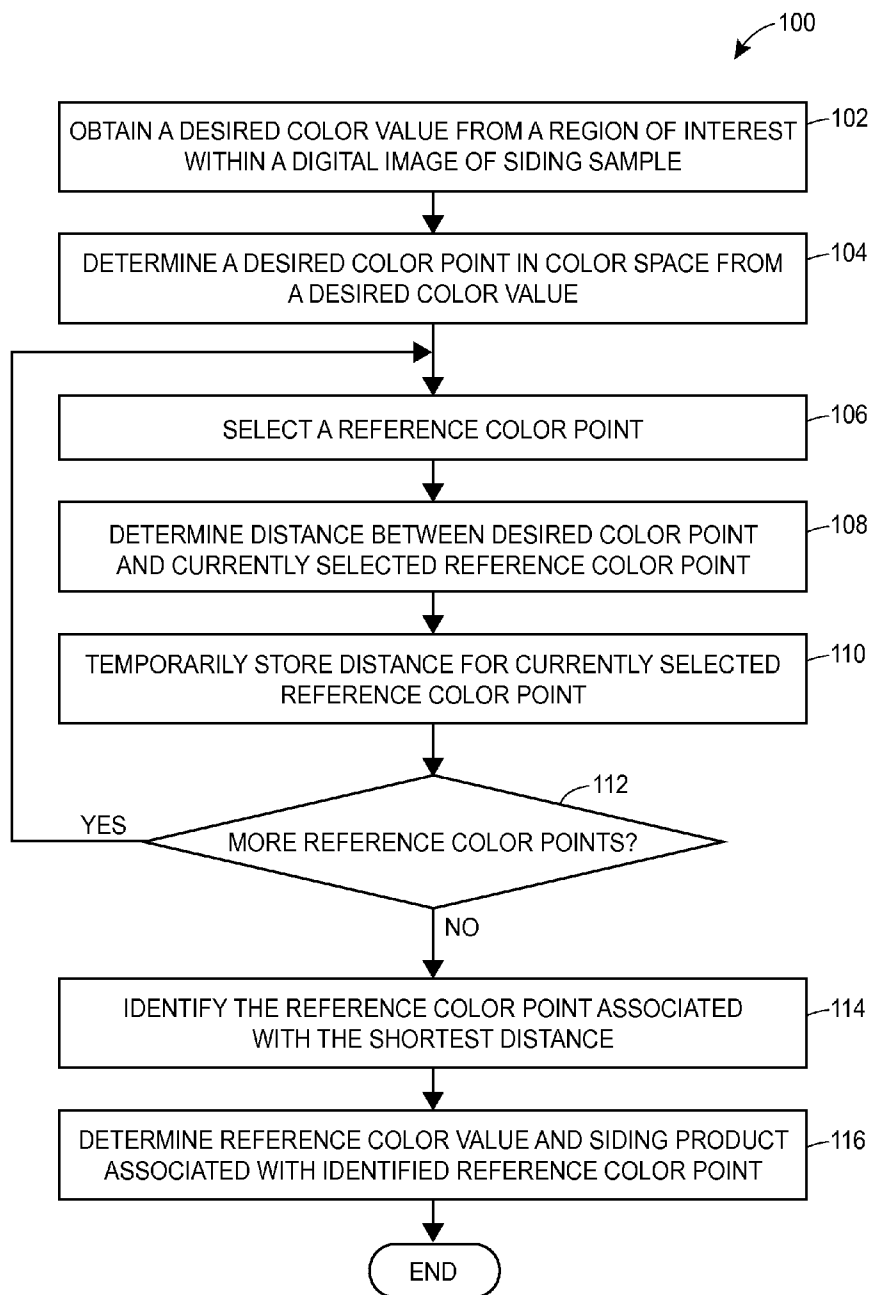 100
OBTAIN A DESIRED COLOR VALUE FROM A REGION OF INTEREST
WITHIN A DIGITAL IMAGE OF SIDING SAMPLE
102
DETERMINE A DESIRED COLOR POINT IN COLOR SPACE FROM
A DESIRED COLOR VALUE
104
SELECT A REFERENCE COLOR POINT
106
DETERMINE DISTANCE BETWEEN DESIRED COLOR POINT
AND CURRENTLY SELECTED REFERENCE COLOR POINT
108
TEMPORARILY STORE DISTANCE FOR CURRENTLY SELECTED
REFERENCE COLOR POINT
110
112
YES
MORE REFERENCE COLOR POINTS?
NO
IDENTIFY THE REFERENCE COLOR POINT ASSOCIATED
WITH THE SHORTEST DISTANCE
114
DETERMINE REFERENCE COLOR VALUE AND SIDING PRODUCT
ASSOCIATED WITH IDENTIFIED REFERENCE COLOR POINT
116
END